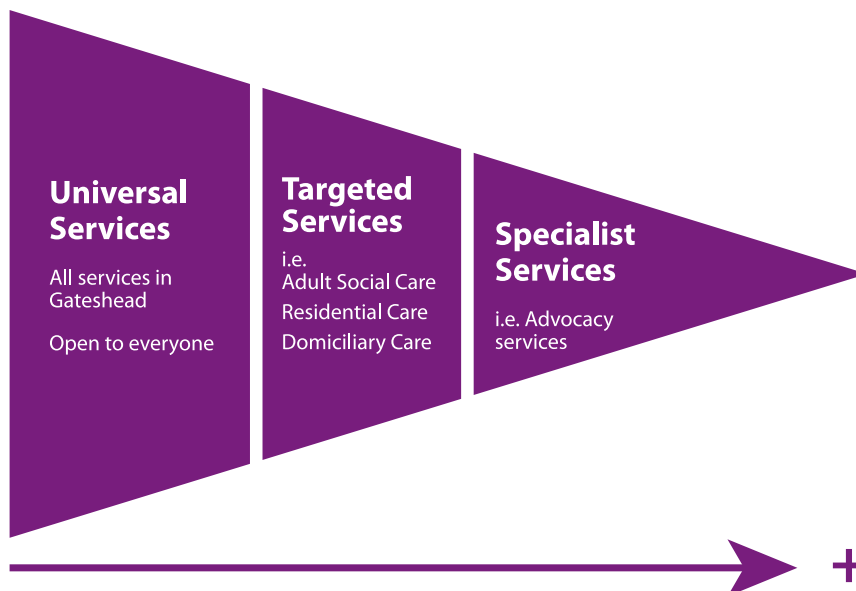 Universal
Services
All services in
Gateshead
Open to everyone
Targeted
Services
i.e.
Adult Social Care
Residential Care
Domiciliary Care
Specialist
Services
i.e. Advocacy
services
+